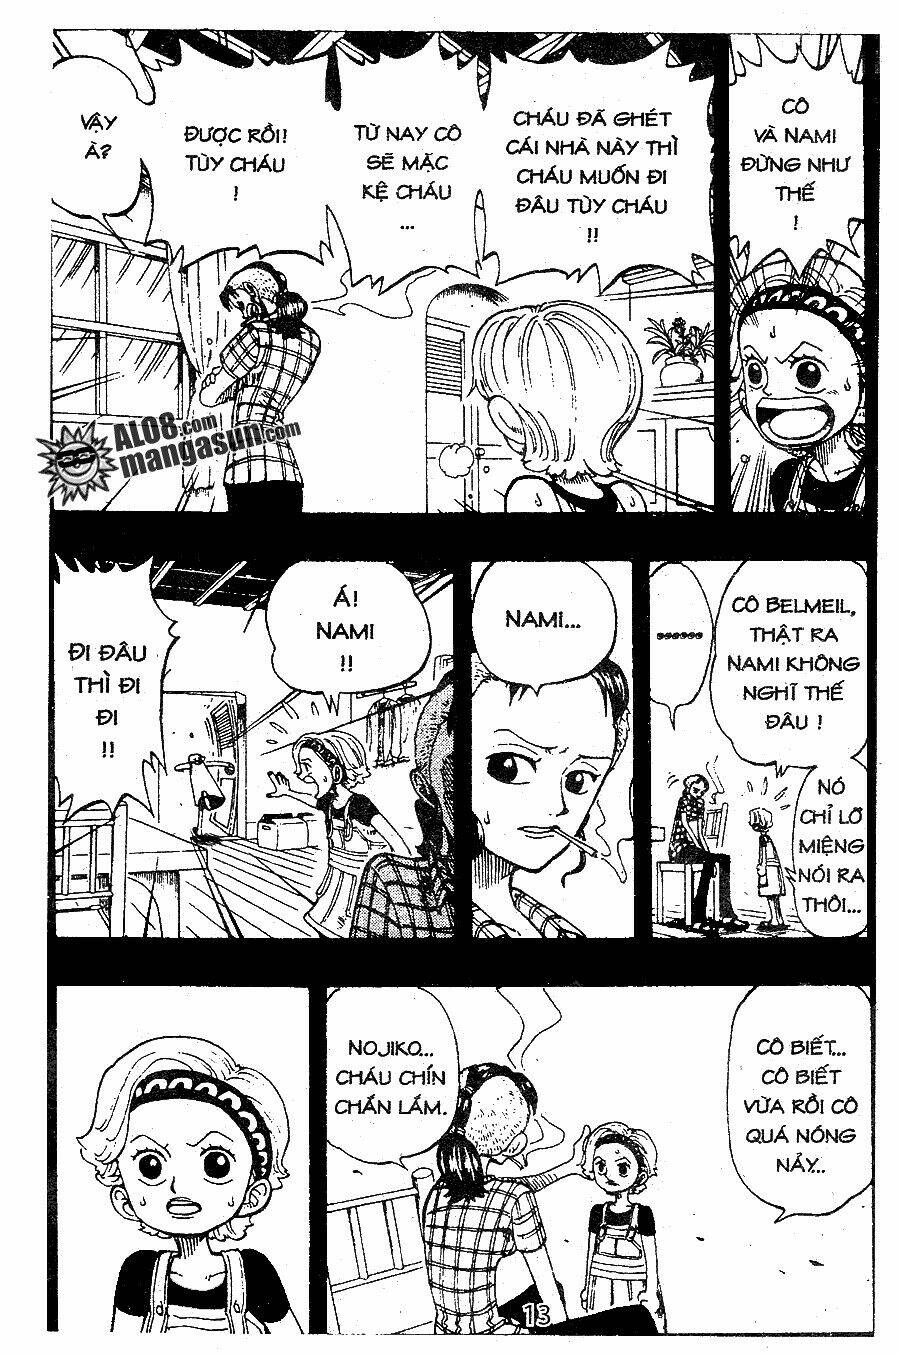 CÔ
VÀ NAMI
ĐỪNG NHƯ
THẾ
!
CHÁU ĐÃ GHÉT
CÁI NHÀ NÀY THÌ
CHÁU MUỐN ĐI
ĐÂU TÙY CHÁU
!!
TỪ NAY CÔ
SẼ MẶC
KỆ CHÁU
...
ĐƯỢC RỒI!
TÙY CHÁU
!
VẬY
À?
AL08.com
mangasun.com
CÔ BELMEIL,
THẬT RA
NAMI KHÔNG
NGHĨ THẾ
ĐÂU !
NÓ
CHỈ LỠ
MIỆNG
NÓI RA
THÔI...
......
NAMI...
Á!
NAMI
!!
ĐI ĐÂU
THÌ ĐI
ĐI
!!
CÔ BIẾT...
CÔ BIẾT
VỪA RỒI CÔ
QUÁ NÓNG
NẢY...
NOJIKO...
CHÁU CHÍN
CHẮN LẮM.
13